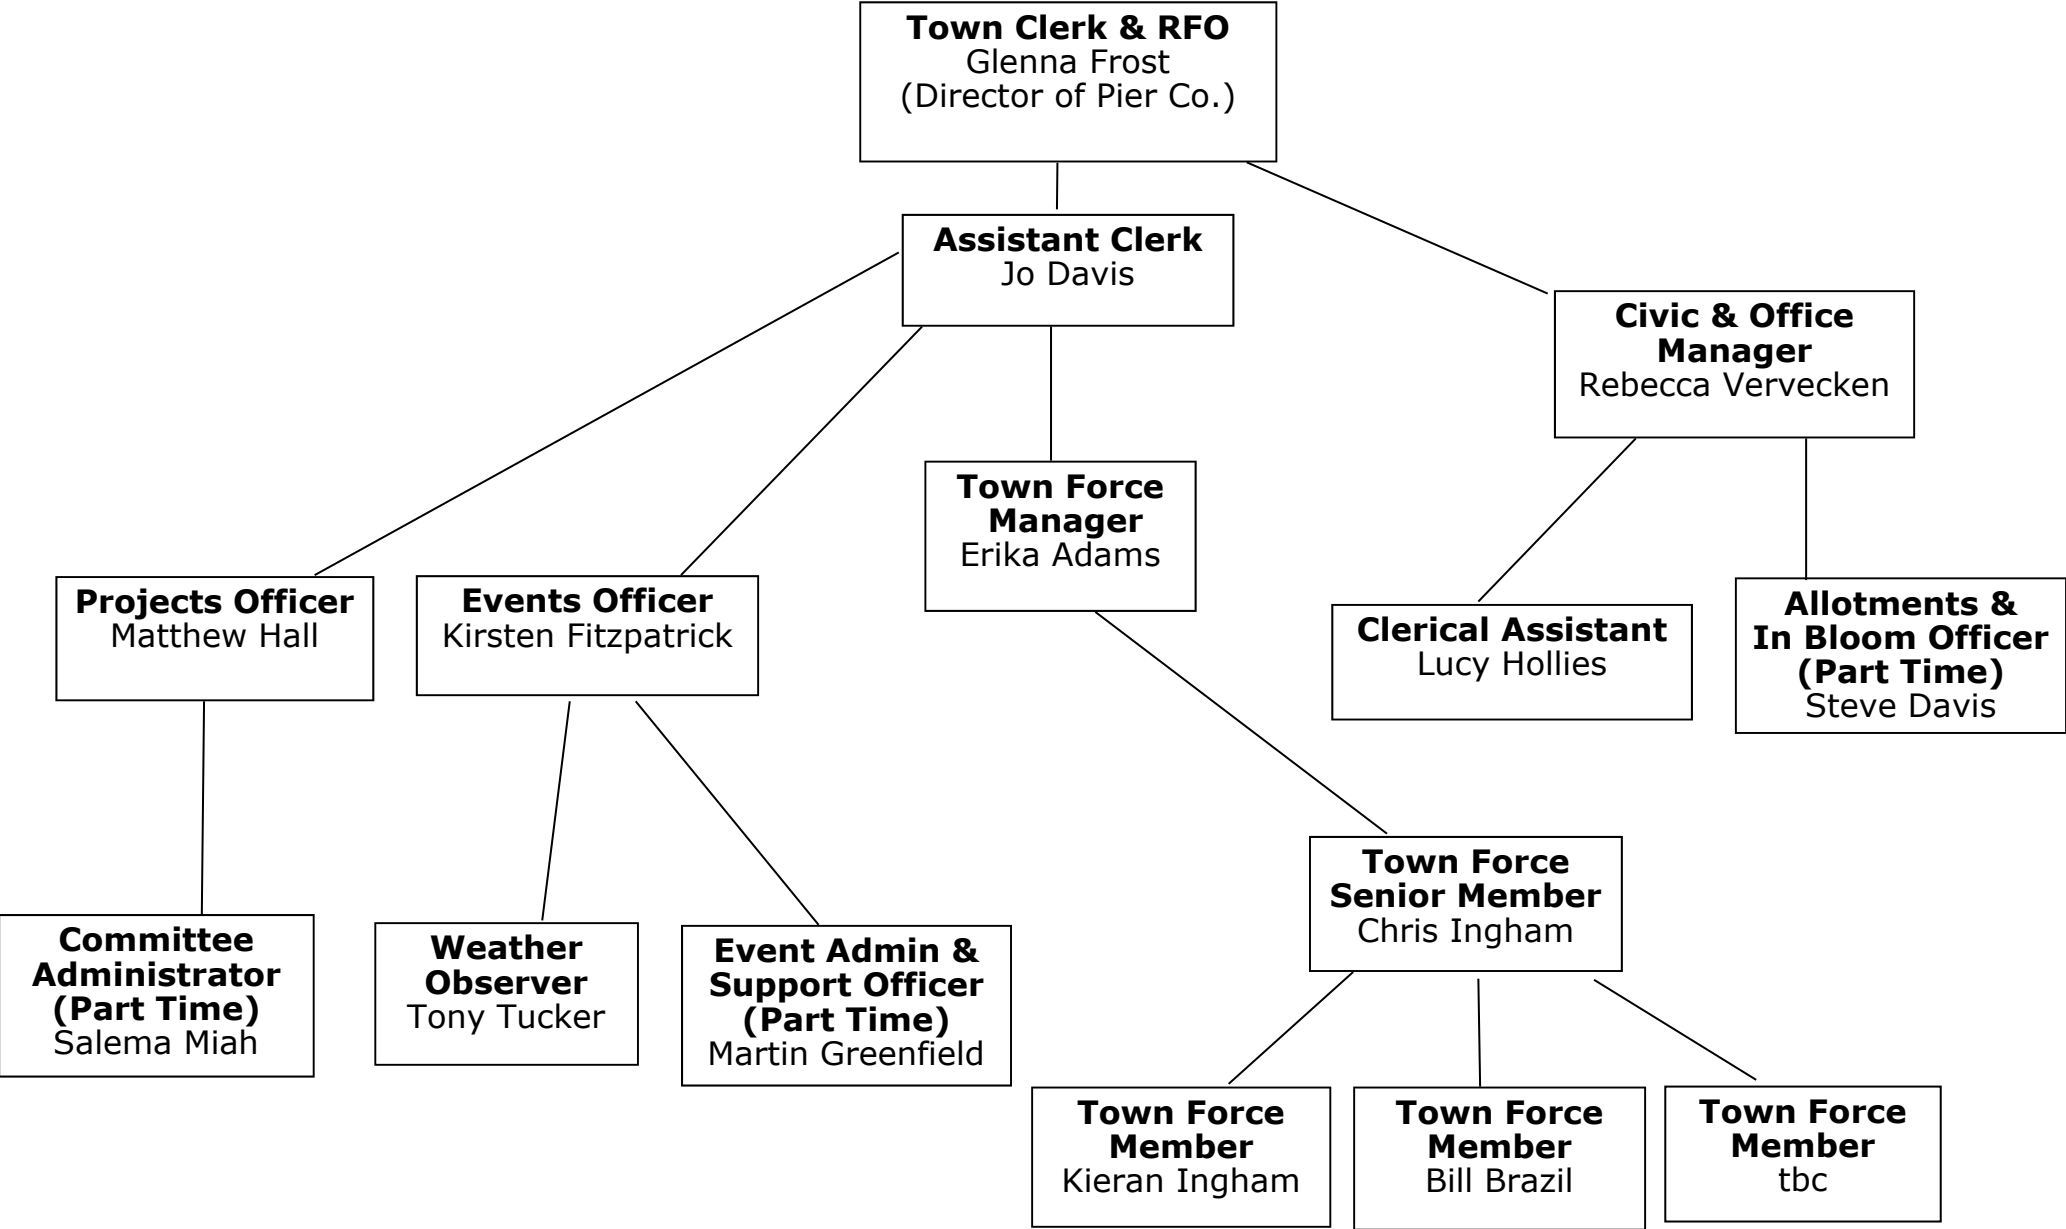 Town Clerk & RFO
Glenna Frost
(Director of Pier Co.)
Assistant Clerk
Jo Davis
Civic & Office
Manager
Rebecca Vervecken
Town Force
Manager
Erika Adams
Projects Officer
Matthew Hall
Events Officer
Kirsten Fitzpatrick
Clerical Assistant
Lucy Hollies
Allotments &
In Bloom Officer
(Part Time)
Steve Davis
Town Force
Senior Member
Chris Ingham
Committee
Administrator
(Part Time)
Salema Miah
Weather
Observer
Tony Tucker
Event Admin &
Support Officer
(Part Time)
Martin Greenfield
Town Force
Member
Kieran Ingham
Town Force
Member
Bill Brazil
Town Force
Member
tbc